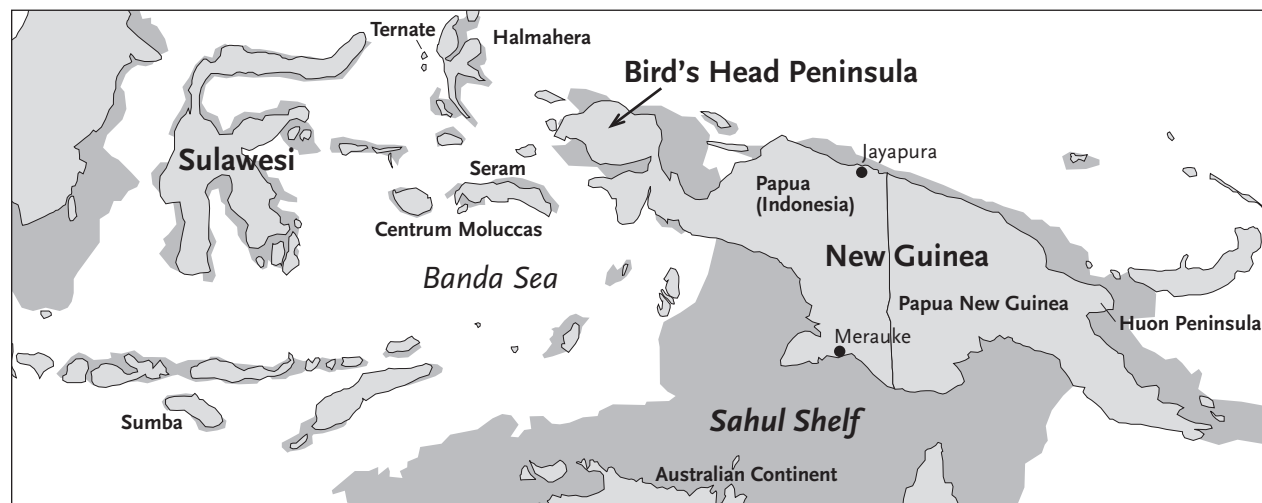 Ternate
Halmahera
Bird's Head Peninsula
Sulawesi
Jayapura
Seram
Papua
(Indonesia)
Centrum Moluccas
New Guinea
Banda Sea
Papua New Guinea
Huon Peninsula
Merauke
Sumba
Sahul Shelf
Australian Continent